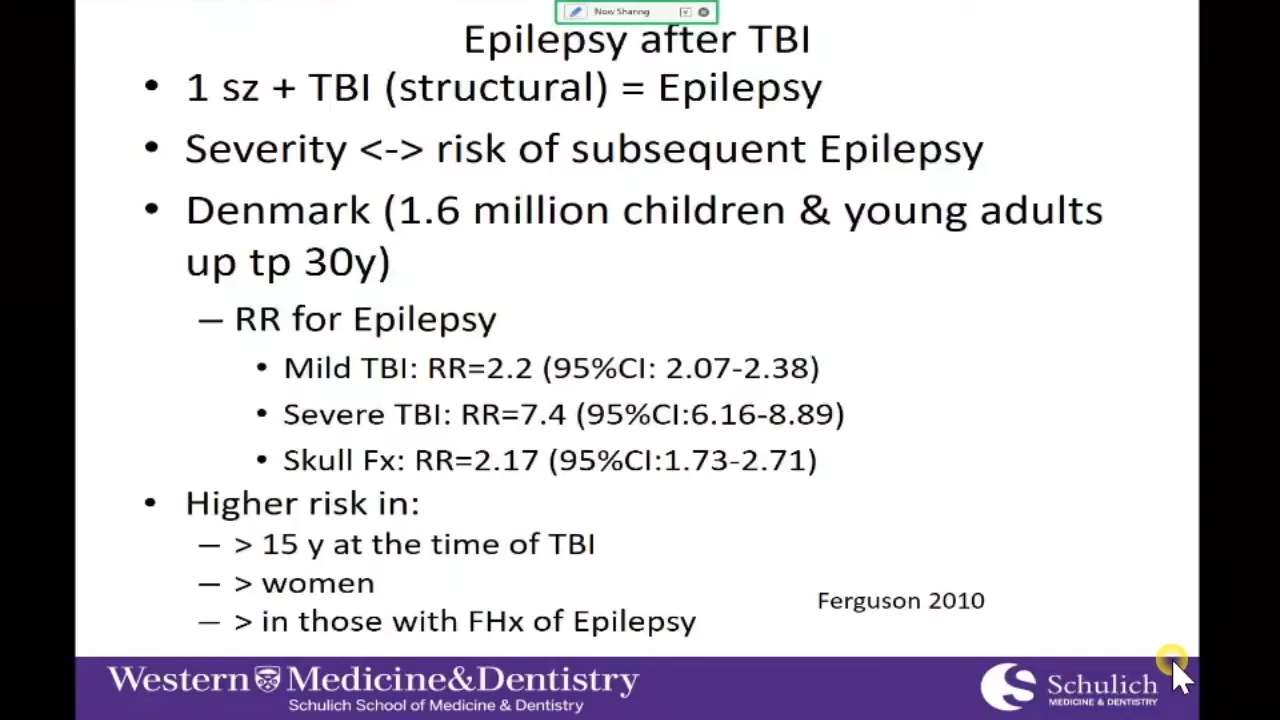 Now Sharing
Epilepsy after TBI
• 1 sz + TBI (structural) = Epilepsy
• Severity <-> risk of subsequent Epilepsy
• Denmark (1.6 million children & young adults
up tp 30y)
– RR for Epilepsy
• Mild TBI: RR=2.2 (95%CI: 2.07-2.38)
• Severe TBI: RR=7.4 (95%CI:6.16-8.89)
• Skull Fx: RR=2.17 (95%CI:1.73-2.71)
• Higher risk in:
– > 15 y at the time of TBI
– > women
– > in those with FHx of Epilepsy
Ferguson 2010
Western Medicine&Dentistry
Schulich School of Medicine & Dentistry
Schulich
MEDICINE & DENTISTRY